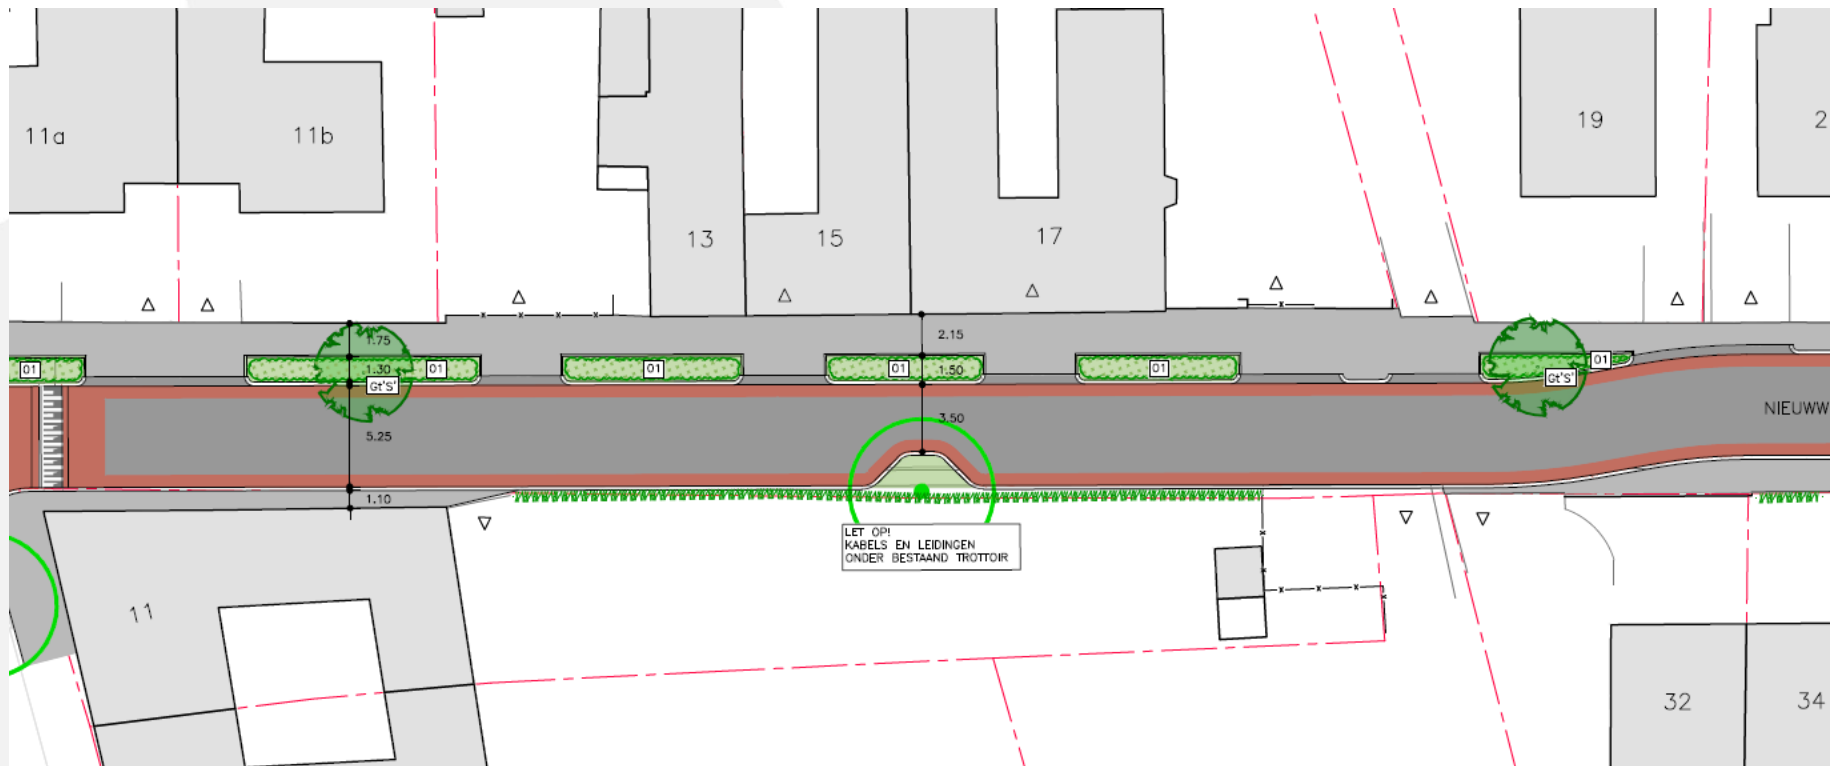 11a
11b
13
15
17
19
2
1.75
2.15
01
1.30
01
01
01
1.50
01
01
Gt'S'
Gt'S'
5.25
3.50
NIEUWW
1.10
LET OP!
KABELS EN LEIDINGEN
ONDER BESTAAND TROTTOIR
11
32
34